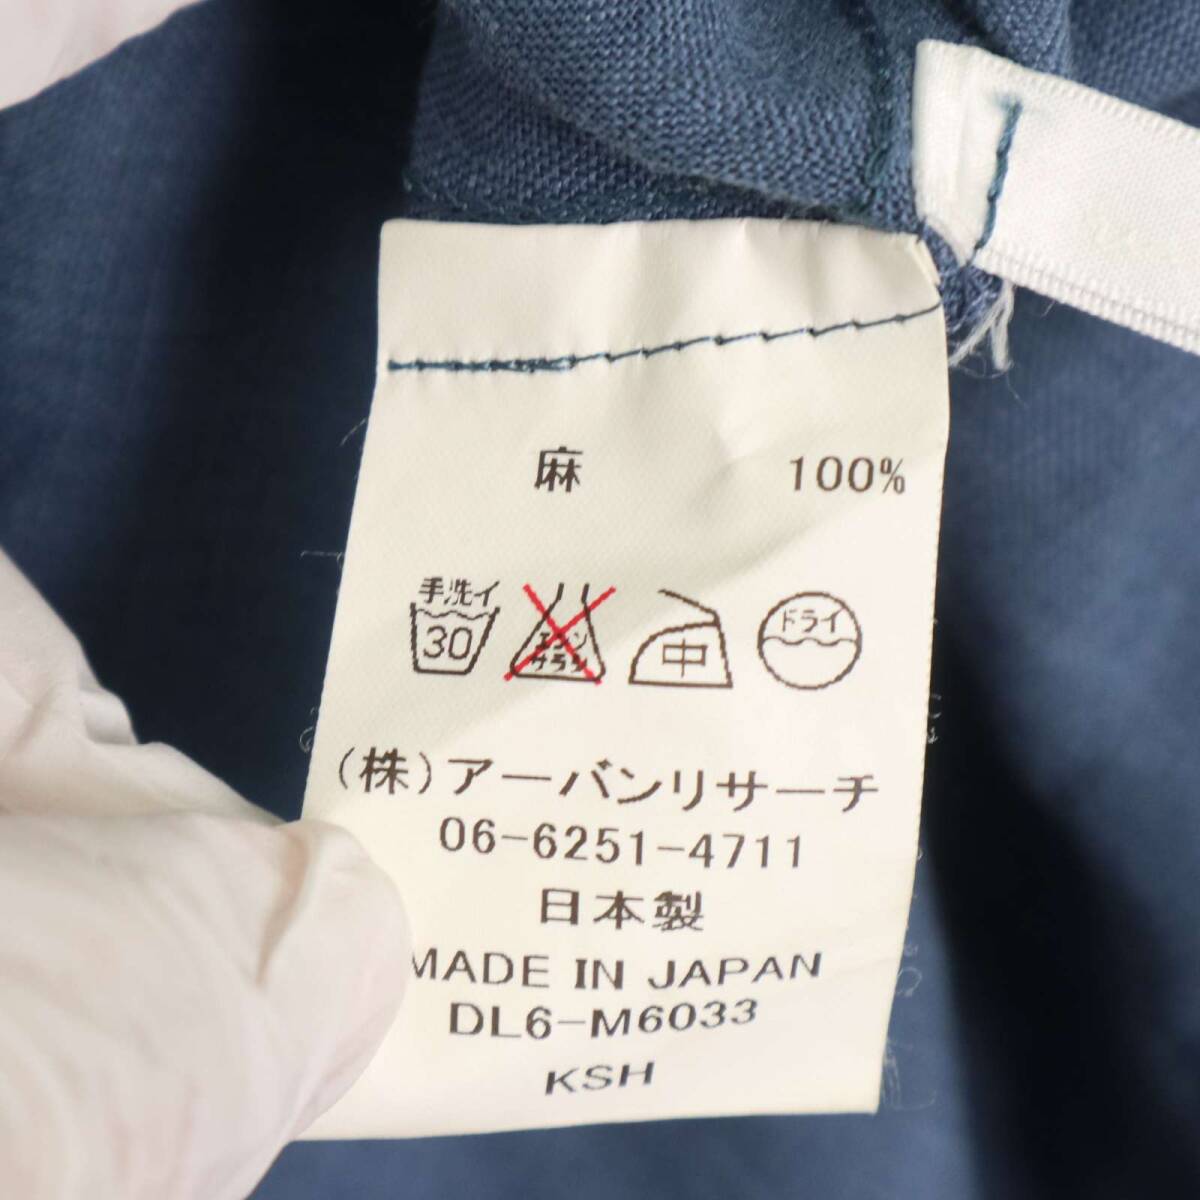 麻 100%
手洗イ
30
エンソ
サラシ
中
ドライ
(株)アーバンリサーチ
06-6251-4711
日本製
MADE IN JAPAN
DL6-M6033
KSH